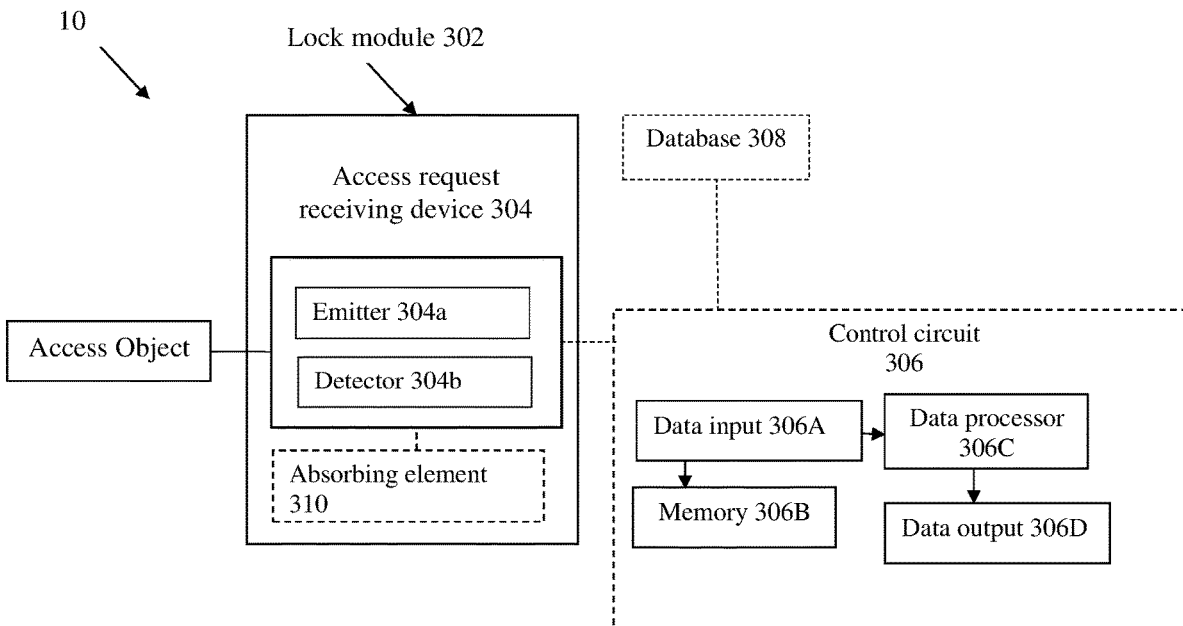 10
Lock module 302
Database 308
Access request
receiving device 304
Emitter 304a
Detector 304b
Access Object
Absorbing element
310
Control circuit
306
Data input 306A
Data processor
306C
Memory 306B
Data output 306D